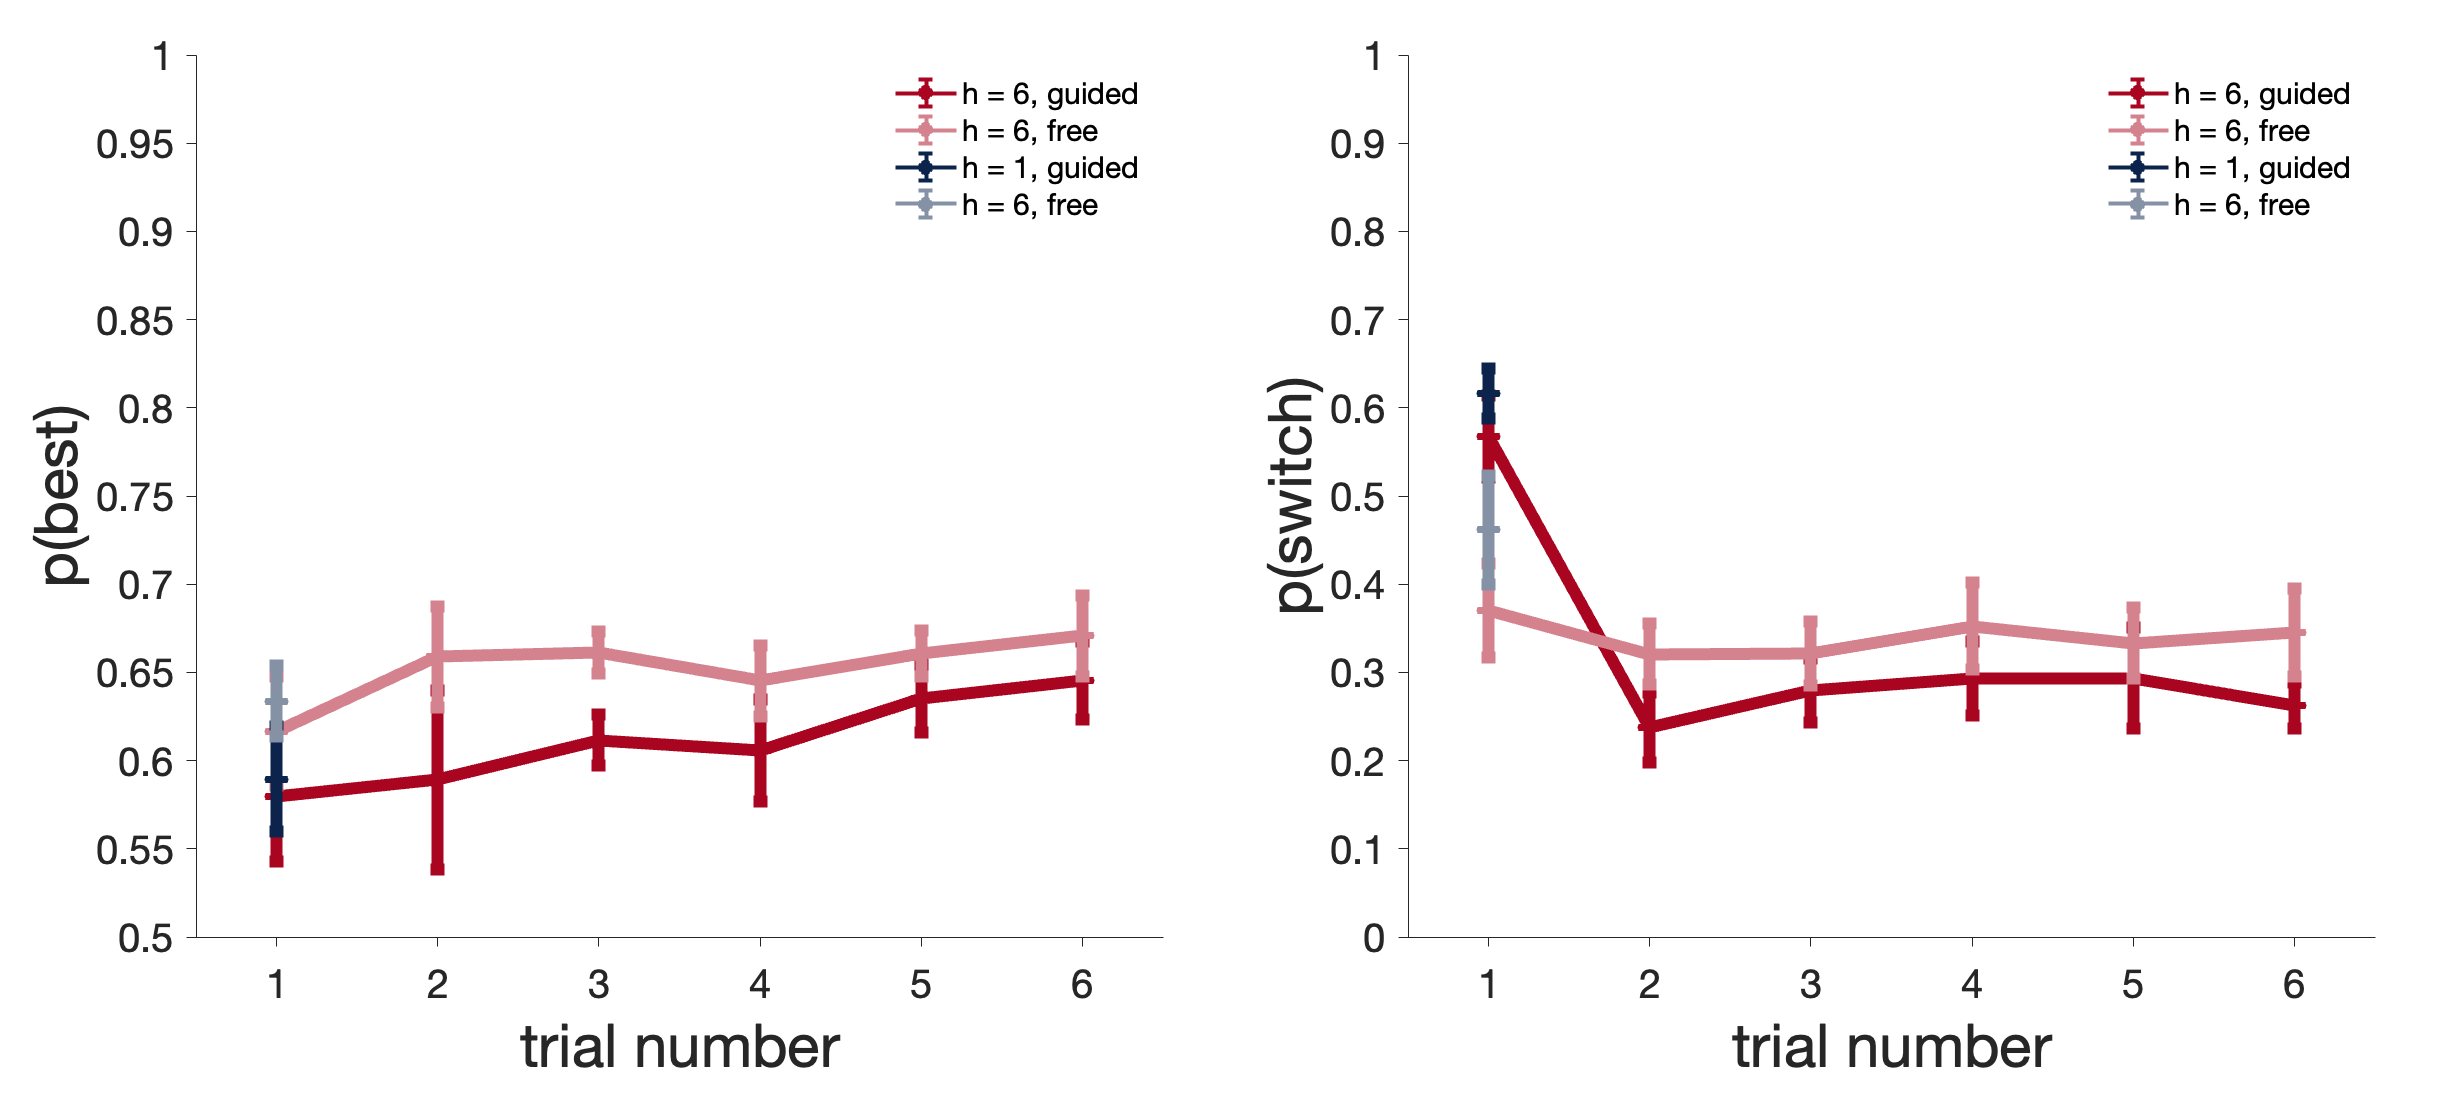 1
0.95
0.9
0.85
0.8
0.75
0.7
0.65
0.6
0.55
0.5
p(best)
h = 6, guided
h = 6, free
h = 1, guided
h = 6, free
1 2 3 4 5 6
trial number
1
0.9
0.8
0.7
0.6
0.5
0.4
0.3
0.2
0.1
0
p(switch)
h = 6, guided
h = 6, free
h = 1, guided
h = 6, free
1 2 3 4 5 6
trial number